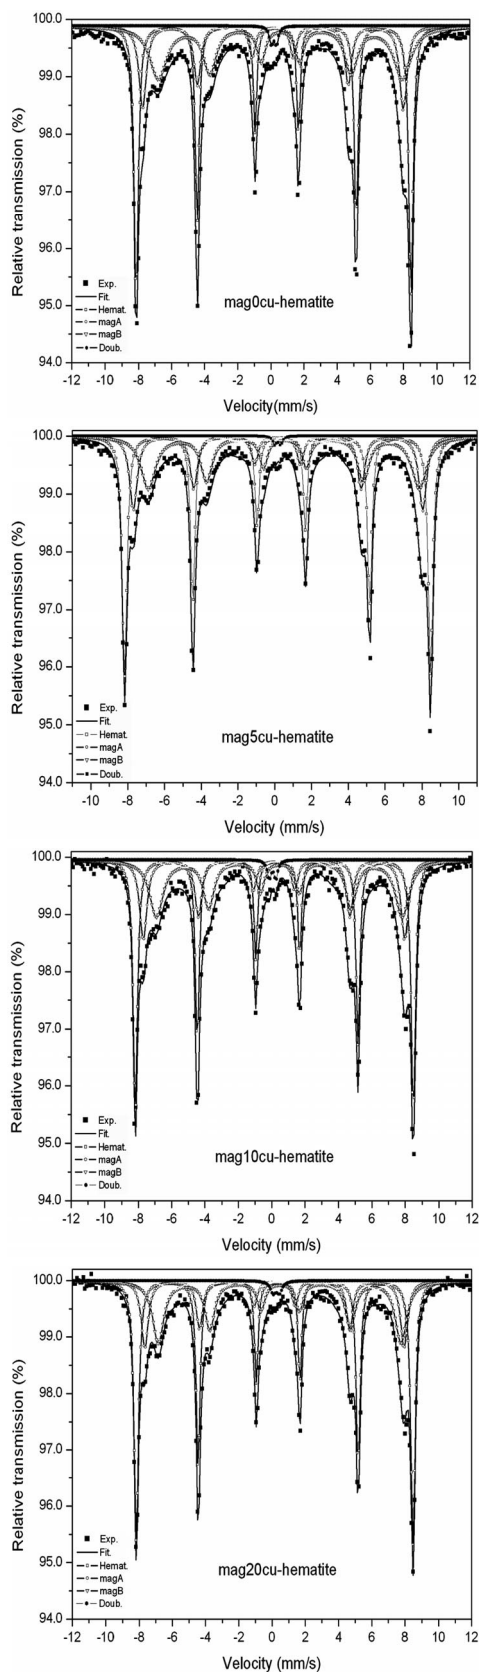 100.0
99.0
98.0
97.0
96.0
95.0
94.0
Relative transmission (%)
Exp.
Fit.
Hemat.
magA
magB
Doub.
mag0cu-hematite
-12 -10 -8 -6 -4 -2 0 2 4 6 8 10 12
Velocity(mm/s)
100.0
99.0
98.0
97.0
96.0
95.0
94.0
Relative transmission (%)
Exp.
Fit.
Hemat.
magA
magB
Doub.
mag5cu-hematite
-10 -8 -6 -4 -2 0 2 4 6 8 10
Velocity (mm/s)
100.0
99.0
98.0
97.0
96.0
95.0
94.0
Relative transmission (%)
Exp.
Fit.
Hemat.
magA
magB
Doub.
mag10cu-hematite
-12 -10 -8 -6 -4 -2 0 2 4 6 8 10 12
Velocity (mm/s)
100.0
99.0
98.0
97.0
96.0
95.0
94.0
Relative transmission (%)
Exp.
Fit.
Hemat.
magA
magB
Doub.
mag20cu-hematite
-12 -10 -8 -6 -4 -2 0 2 4 6 8 10 12
Velocity (mm/s)